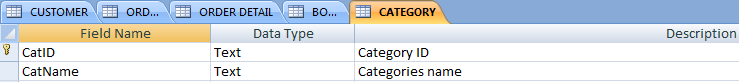 CUSTOMER ORD... ORDER DETAIL BO... CATEGORY
Field Name Data Type Description
CatID Text Category ID
CatName Text Categories name